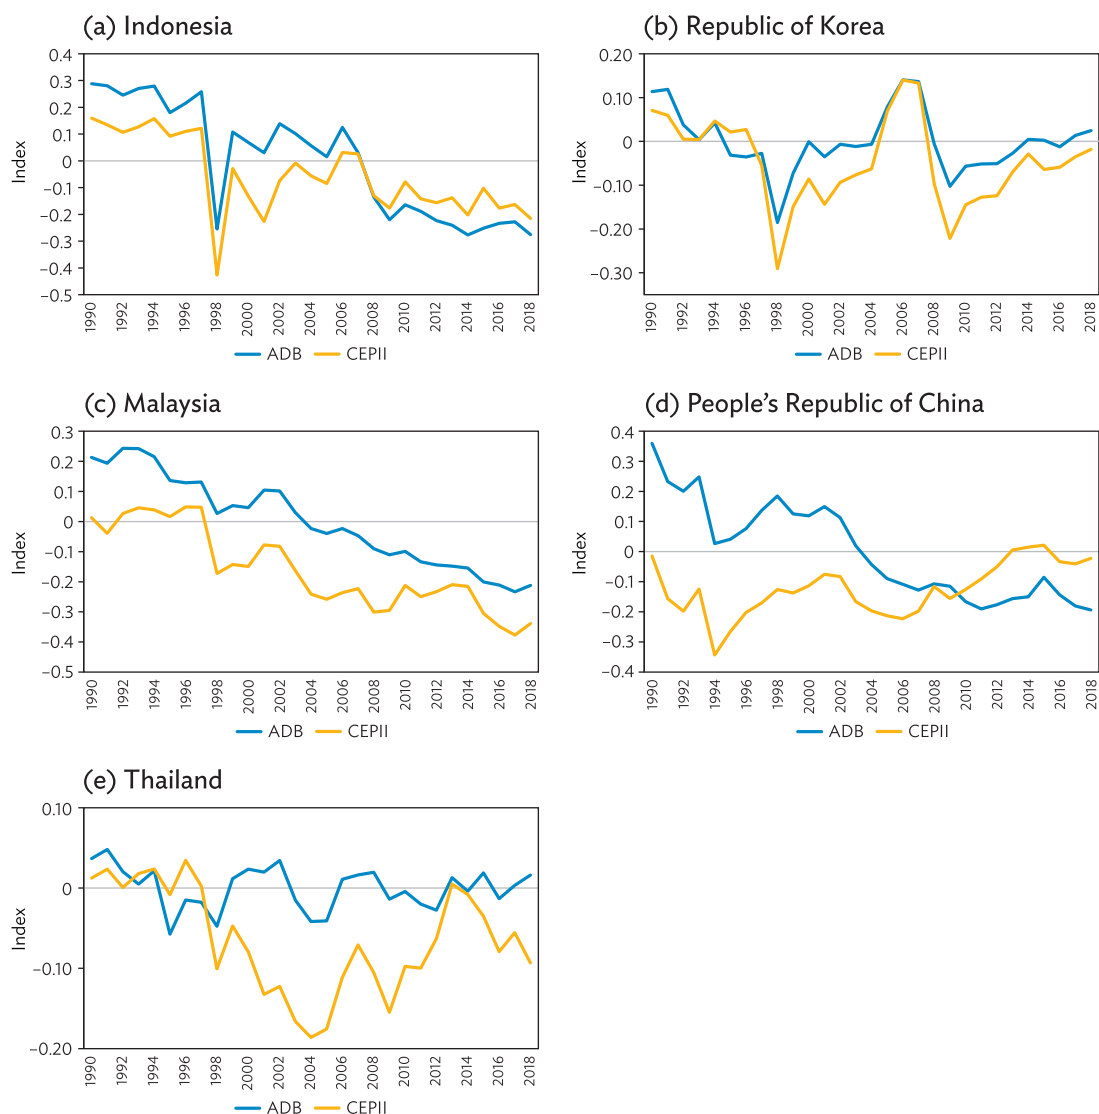 (a) Indonesia
0.4
0.3
0.2
0.1
0
–0.1
–0.2
–0.3
–0.4
–0.5
Index
1990 1992 1994 1996 1998 2000 2002 2004 2006 2008 2010 2012 2014 2016 2018
ADB CEPII
(b) Republic of Korea
0.20
0.10
0
–0.10
–0.20
–0.30
Index
1990 1992 1994 1996 1998 2000 2002 2004 2006 2008 2010 2012 2014 2016 2018
ADB CEPII
(c) Malaysia
0.3
0.2
0.1
0
–0.1
–0.2
–0.3
–0.4
–0.5
Index
1990 1992 1994 1996 1998 2000 2002 2004 2006 2008 2010 2012 2014 2016 2018
ADB CEPII
(d) People’s Republic of China
0.4
0.3
0.2
0.1
0
–0.1
–0.2
–0.3
–0.4
Index
1990 1992 1994 1996 1998 2000 2002 2004 2006 2008 2010 2012 2014 2016 2018
ADB CEPII
(e) Thailand
0.10
0
–0.10
–0.20
Index
1990 1992 1994 1996 1998 2000 2002 2004 2006 2008 2010 2012 2014 2016 2018
ADB CEPII